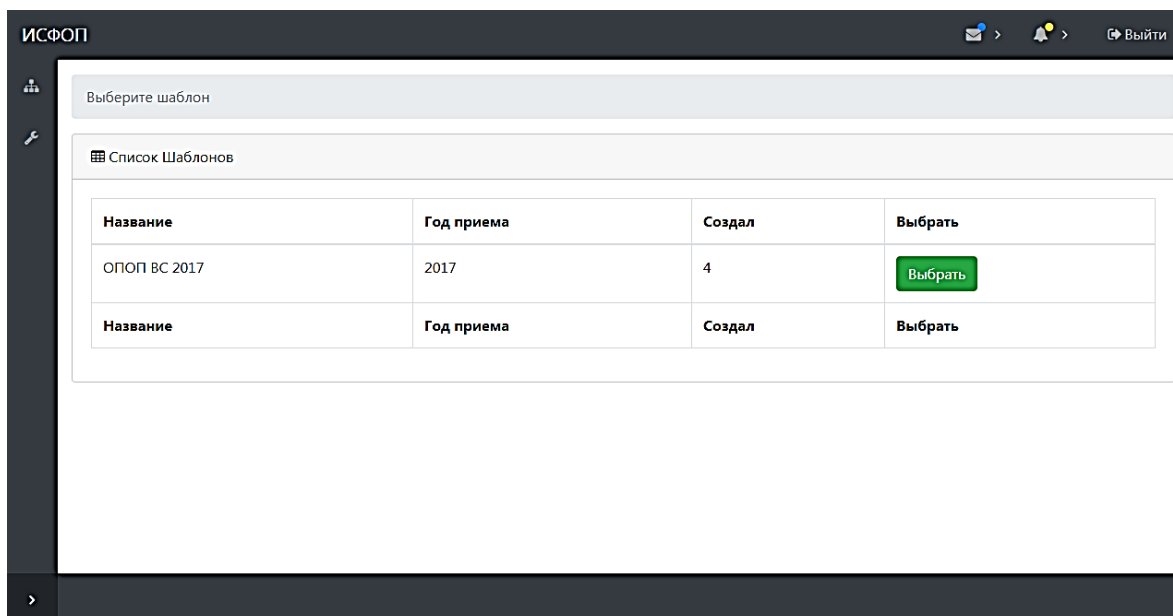 ИСФОП
Выйти
Выберите шаблон
Список Шаблонов
Название Год приема Создал Выбрать
ОПОП ВС 2017 2017 4 Выбрать
Название Год приема Создал Выбрать